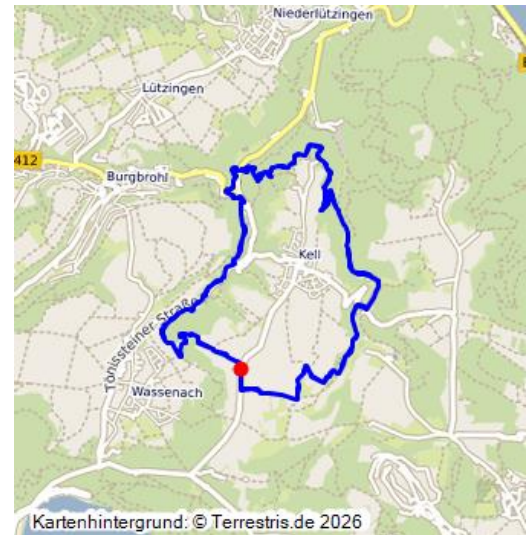 Niederlützingen
Lützingen
412
Burgbrohl
Kell
Tönissteiner Straße
Wassenach
Kartenhintergrund: © Terrestris.de 2026